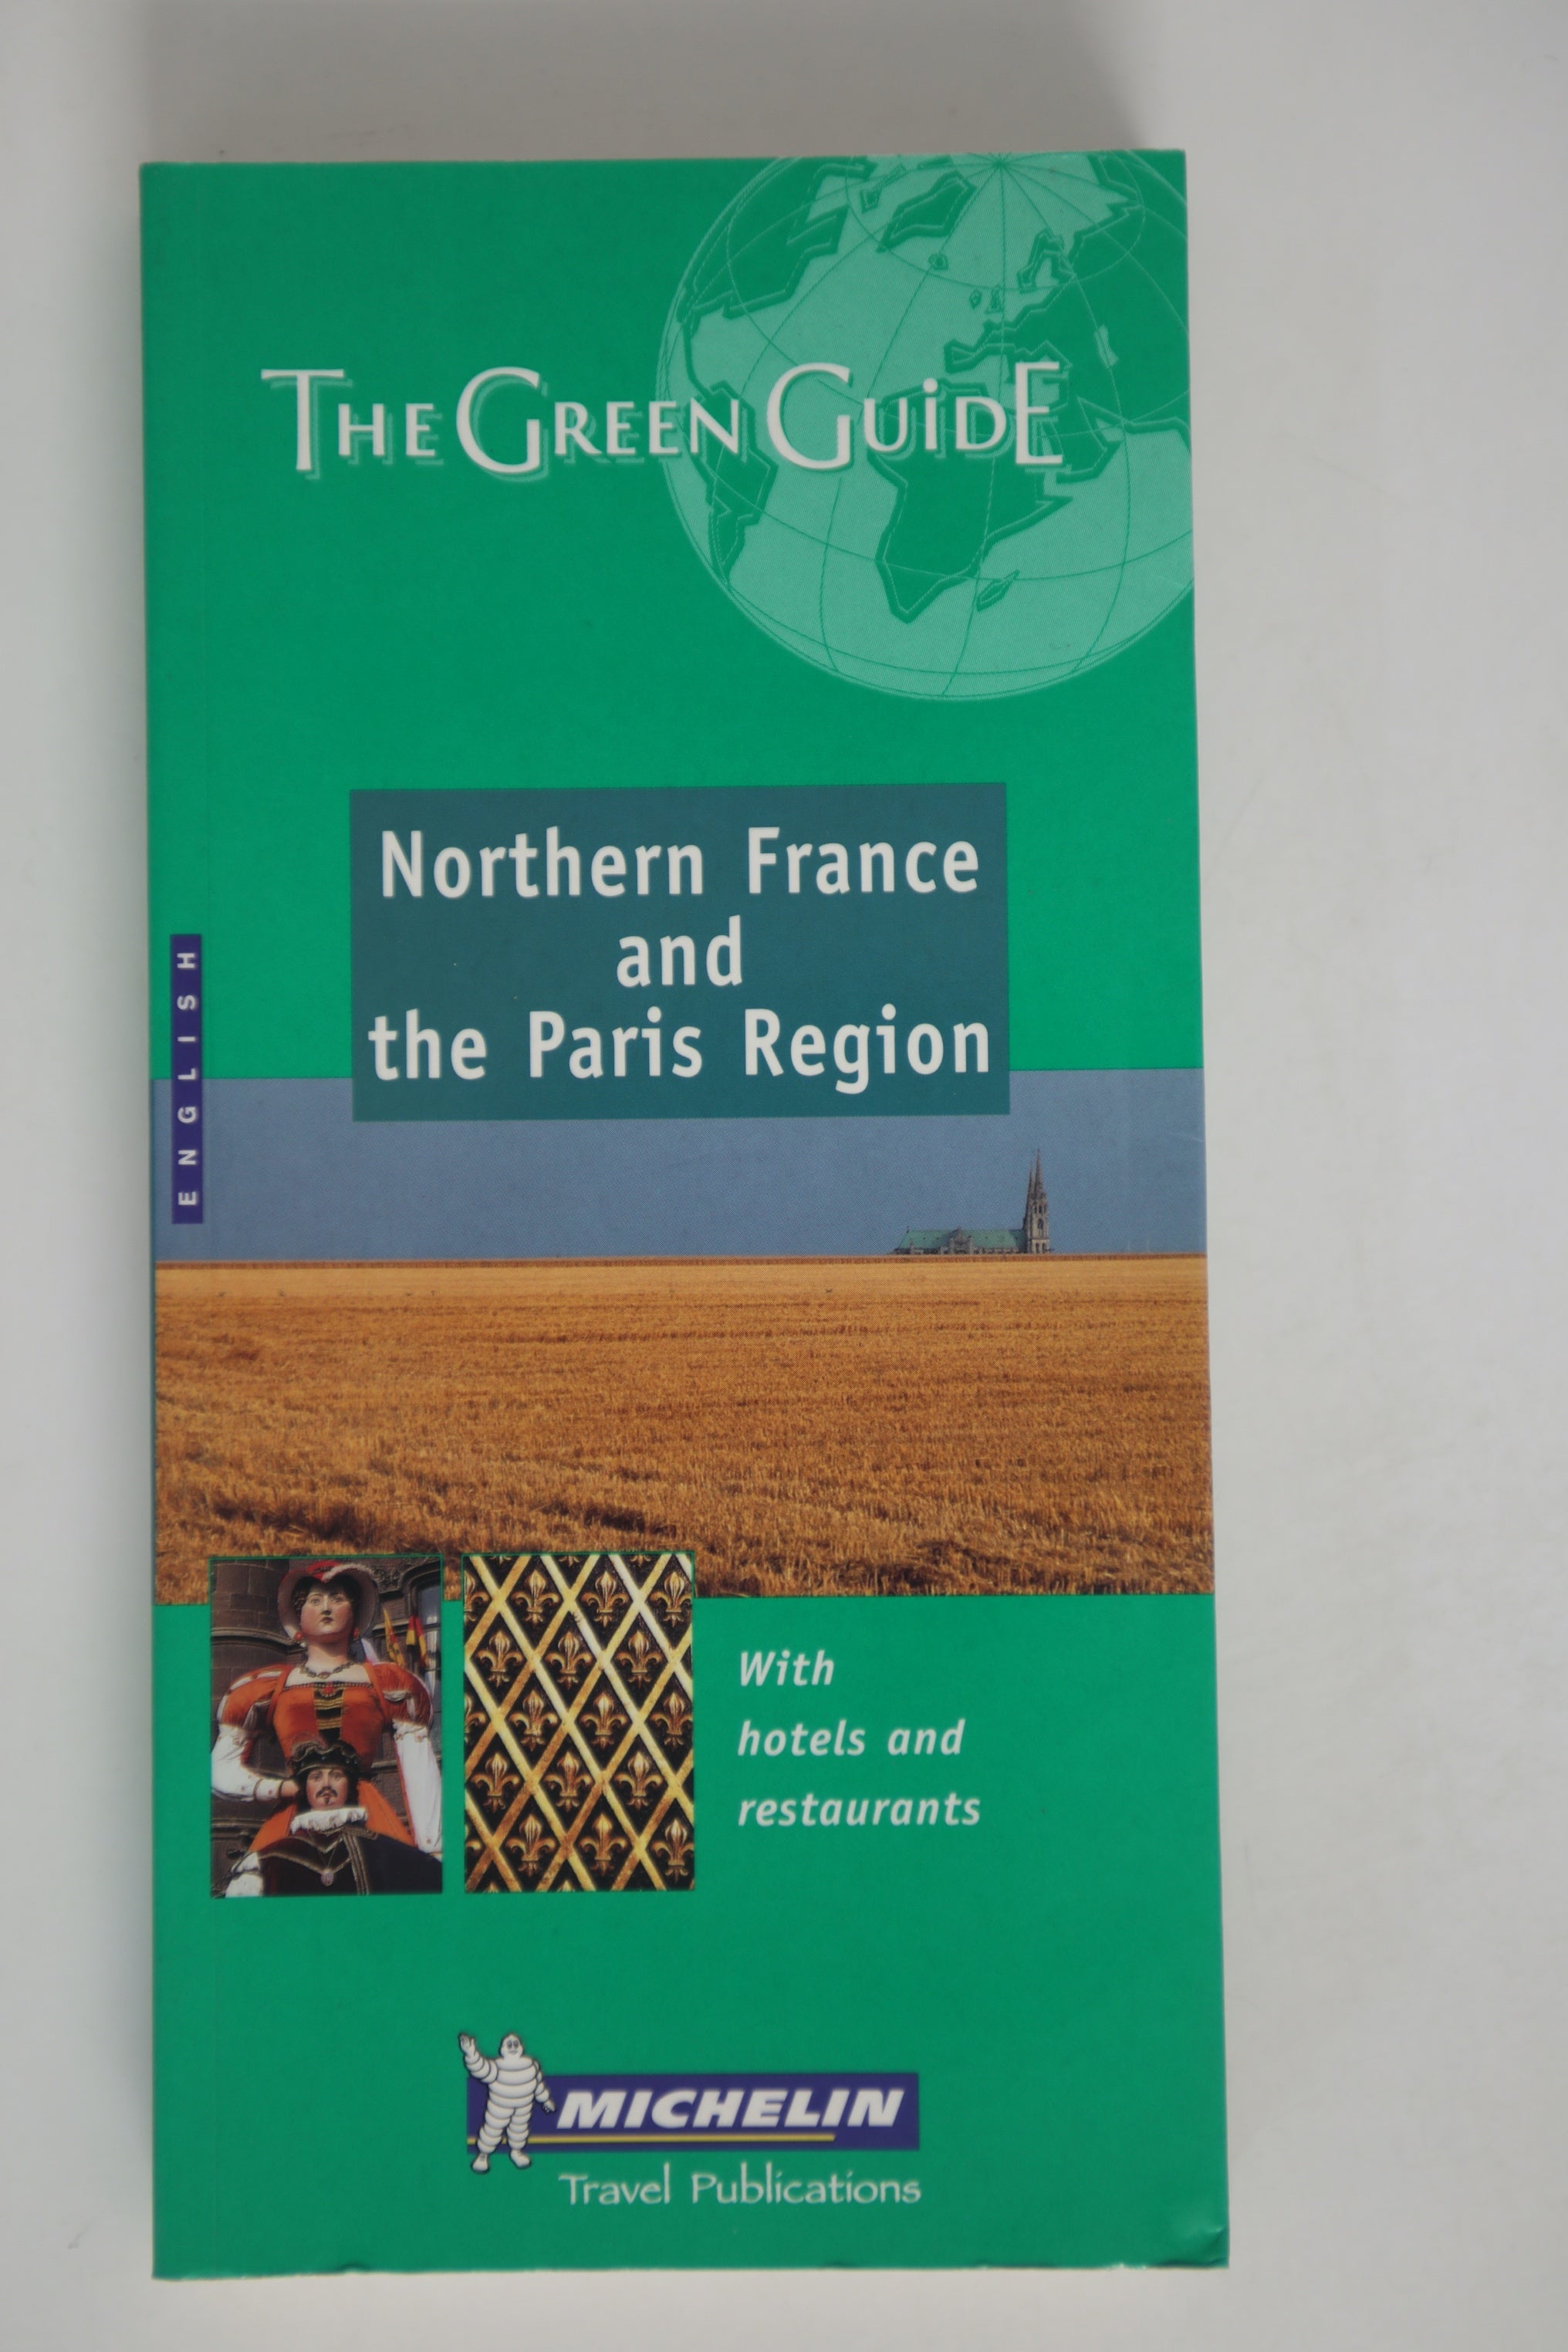 THE GREEN GUiDE
Northern France
and
the Paris Region
ENGLISH
With
hotels and
restaurants
MICHELIN
Travel Publications